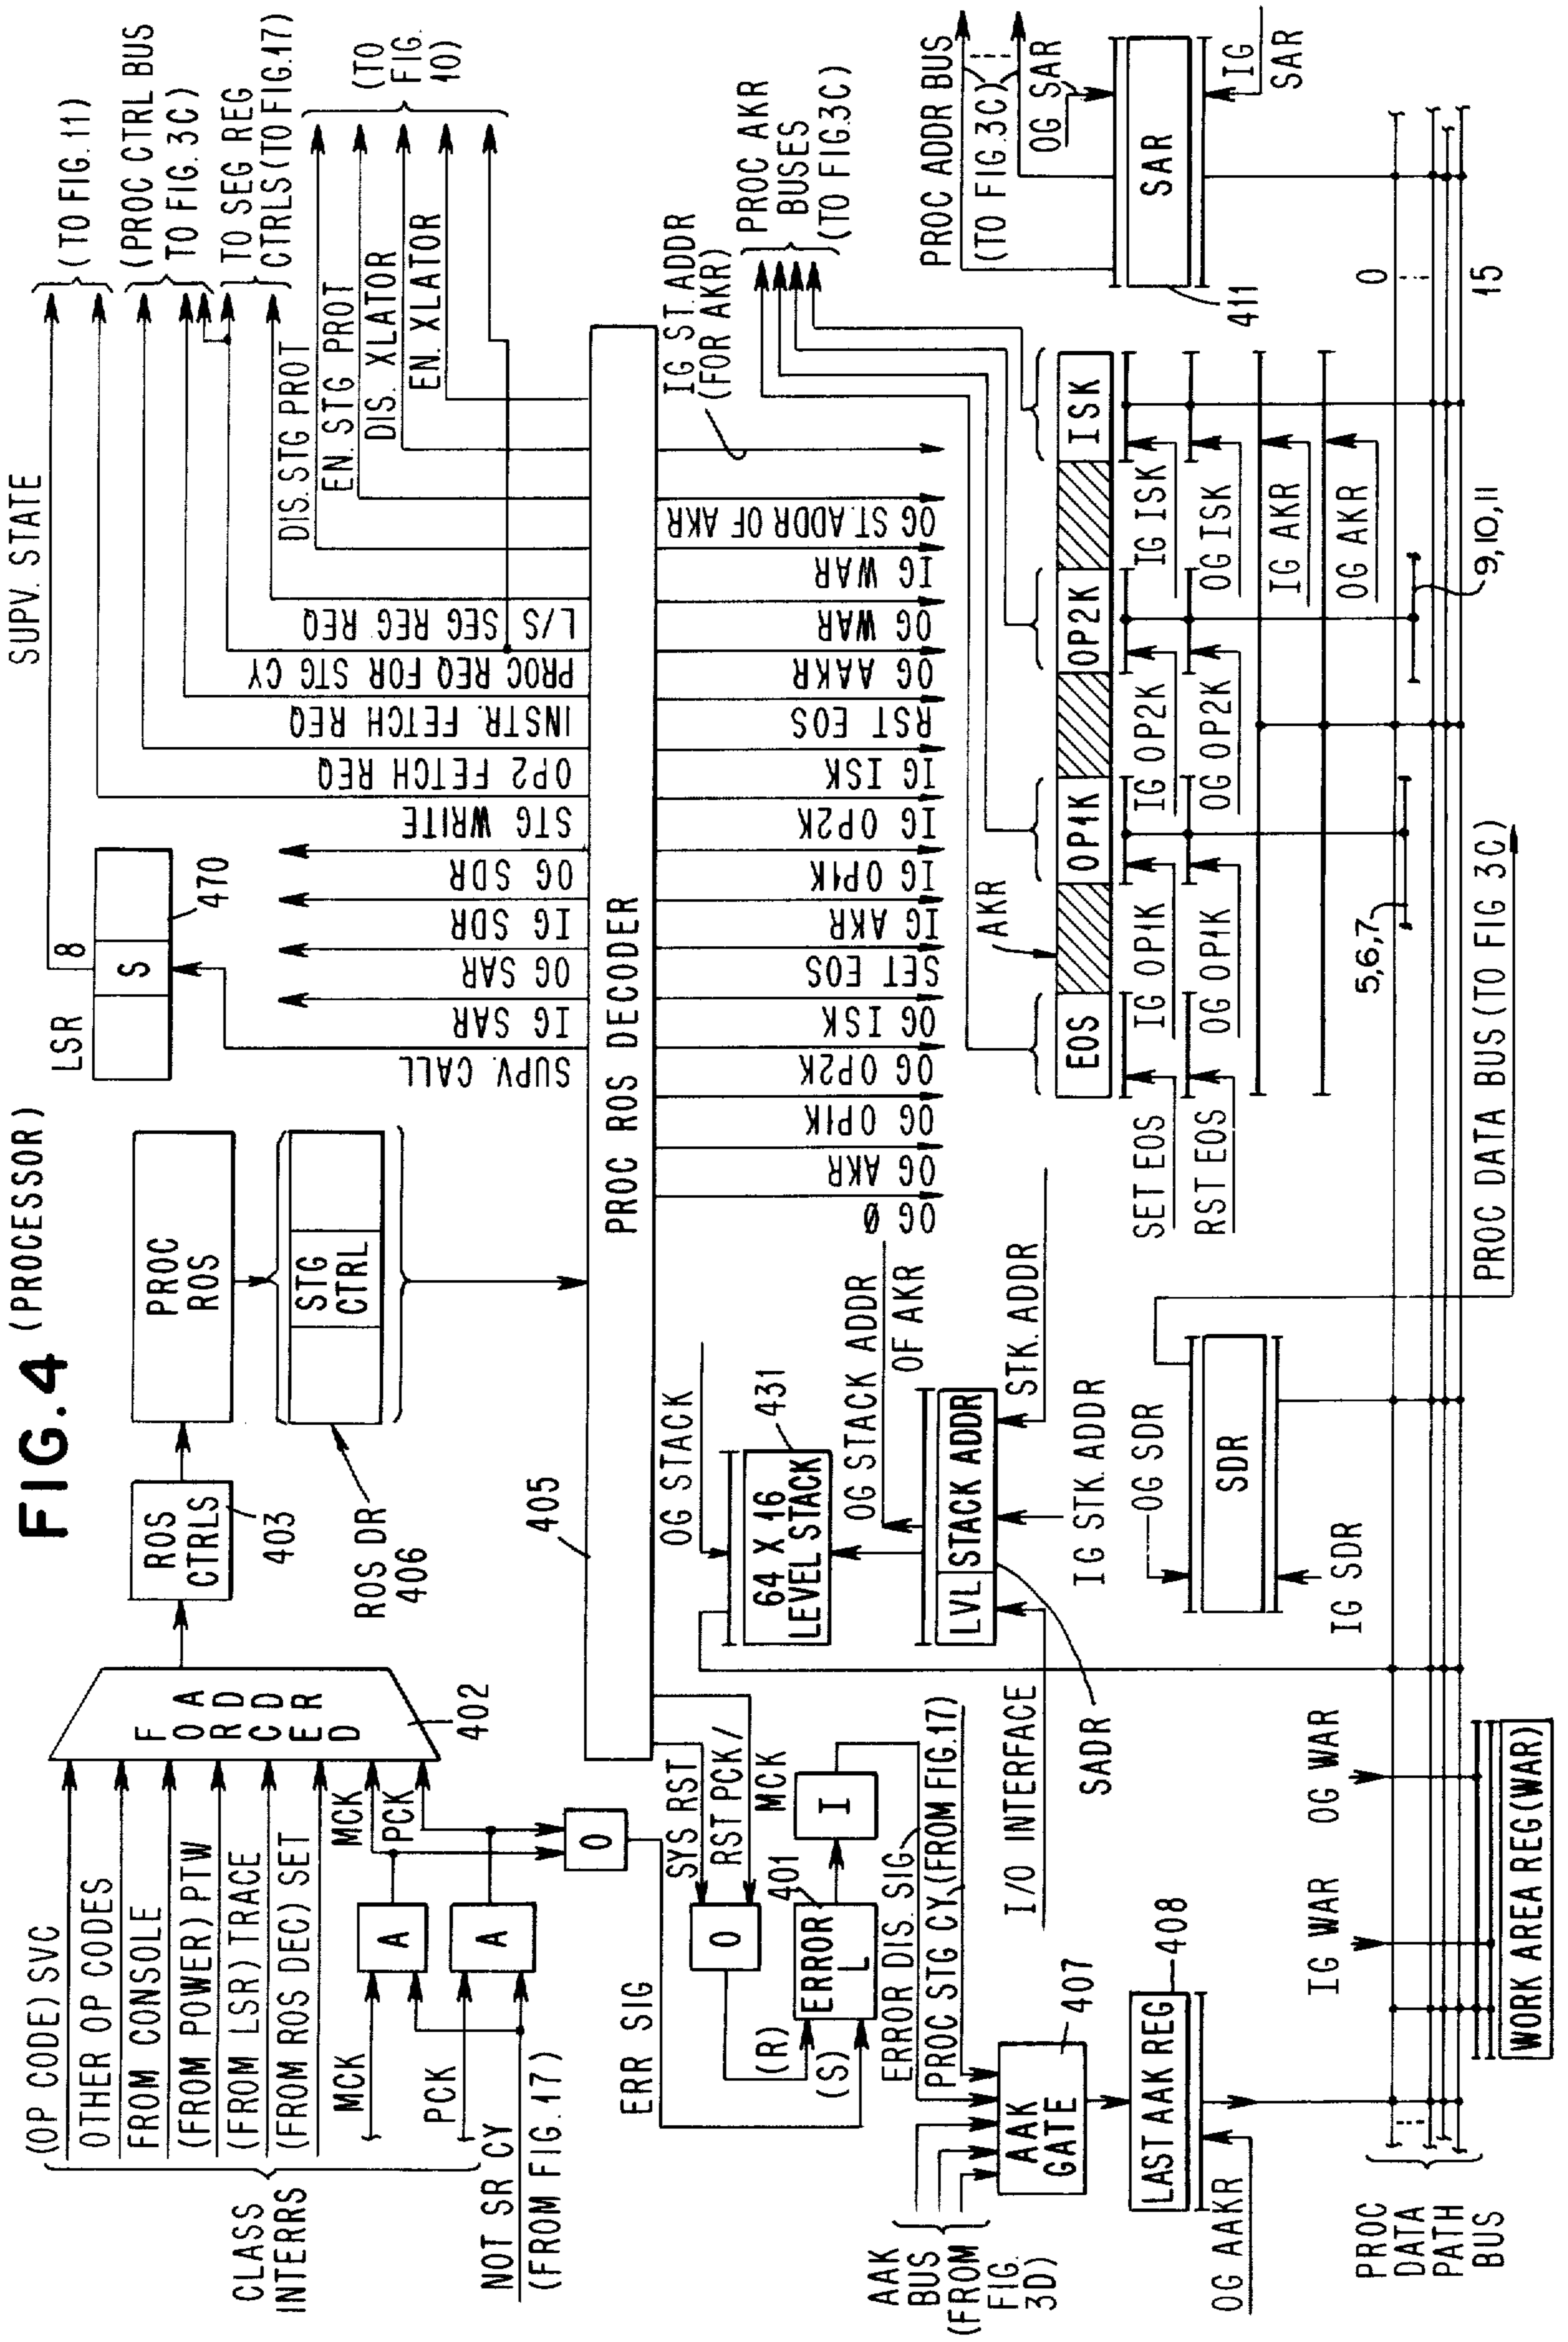 FIG. 4 (PROCESSOR)
(OP CODE) SVC
OTHER OP CODES
FROM CONSOLE
(FROM POWER) PTW
(FROM LSR) TRACE
(FROM ROS DEC) SET
MCK
PCK
CLASS
INTERRS
MCK
PCK
NOT SR CY
(FROM FIG. 17)
A
A
O
FORCED
ADDR
402
ROS
CTRLS
403
PROC
ROS
STG
CTRL
ROS DR
406
LSR
8
S
470
SUPV. STATE
(TO FIG. 11)
(PROC CTRL BUS
TO FIG. 3C)
TO SEG REG
CTRLS (TO FIG. 17)
(TO
FIG.
10)
DIS. STG PROT
EN. STG PROT
DIS. XLATOR
EN. XLATOR
SUPV. CALL
IG SAR
OG SAR
IG SDR
OG SDR
STG WRITE
OP2 FETCH REQ
INSTR. FETCH REQ
PROC REQ FOR STG CY
L/S SEG REG REQ
405
PROC ROS DECODER
OG Ø
OG AKR
OG OP1K
OG OP2K
OG ISK
SET EOS
IG AKR
IG OP1K
IG OP2K
IG ISK
RST EOS
OG AAKR
OG WAR
IG WAR
OG ST. ADDR OF AKR
IG ST. ADDR
(FOR AKR)
ERR SIG
SYS RST
RST PCK/
MCK
O
(R)
(S)
401
ERROR
L
I
ERROR DIS. SIG.
PROC STG CY, (FROM FIG. 17)
AAK
BUS
(FROM
FIG.
3D)
AAK
GATE
407
LAST AAK REG
408
OG AAKR
OG STACK
64 X 16
LEVEL STACK
431
OG STACK ADDR
OF AKR
LVL
STACK ADDR
STK. ADDR
I/O INTERFACE
SADR
IG STK. ADDR
OG SDR
SDR
IG SDR
PROC AKR
BUSES
(TO FIG.3C)
AKR
EOS
OP1K
OP2K
ISK
SET EOS
RST EOS
IG OP1K
OG OP1K
IG OP2K
OG OP2K
IG ISK
OG ISK
IG AKR
OG AKR
5,6,7
9,10,11
PROC ADDR BUS
(TO FIG.3C)
OG SAR
SAR
411
IG
SAR
0
15
PROC DATA BUS (TO FIG 3C)
PROC
DATA
PATH
BUS
IG WAR
OG WAR
WORK AREA REG (WAR)